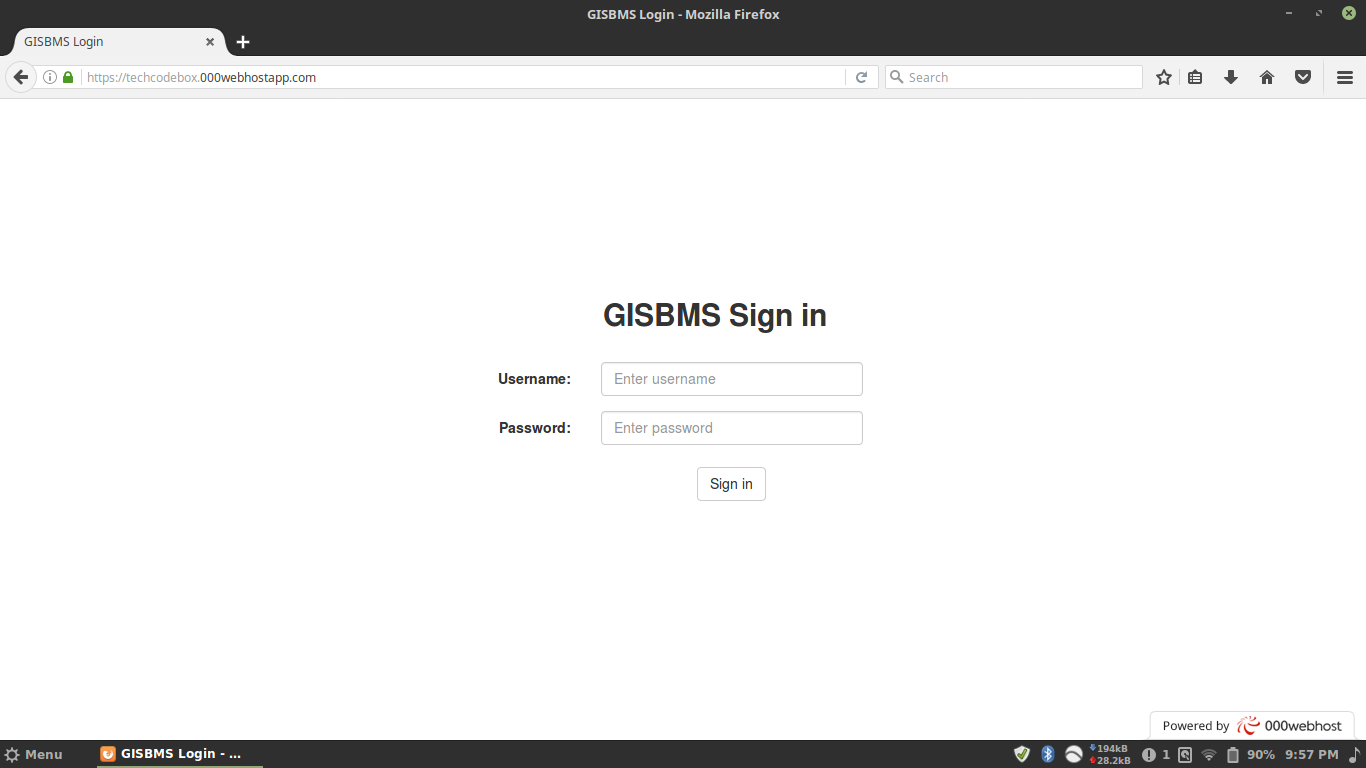 GISBMS Login - Mozilla Firefox
GISBMS Login
https://techcodebox.000webhostapp.com
Search
GISBMS Sign in
Username:
Enter username
Password:
Enter password
Sign in
Powered by 000webhost
Menu
GISBMS Login - ...
194kB
28.2kB
1
90%
9:57 PM